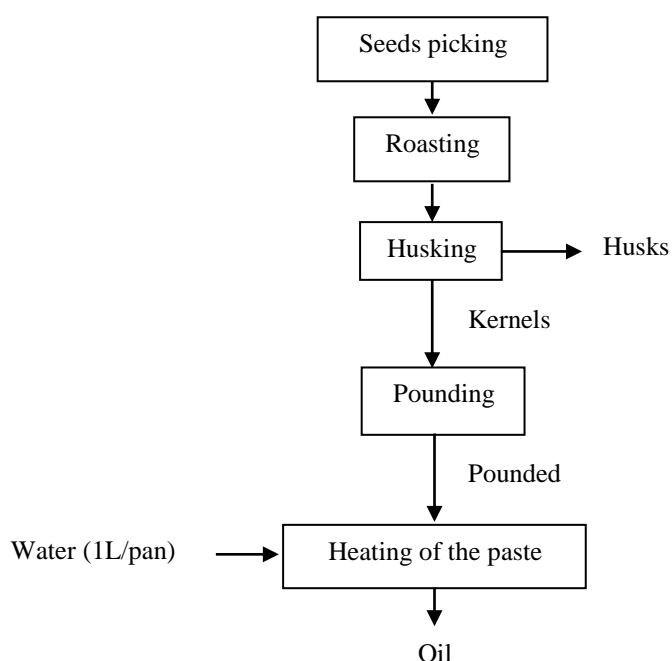 Seeds picking
Roasting
Husking
Husks
Kernels
Pounding
Pounded
Water (1L/pan)
Heating of the paste
Oil